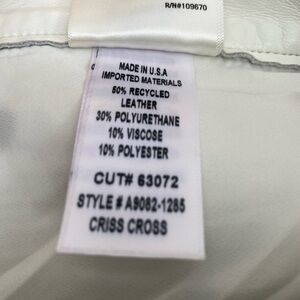 R/N#109670
MADE IN U.S.A
IMPORTED MATERIALS
50% RECYCLED
LEATHER
30% POLYURETHANE
10% VISCOSE
10% POLYESTER
CUT# 63072
STYLE # A9082-1285
CRISS CROSS